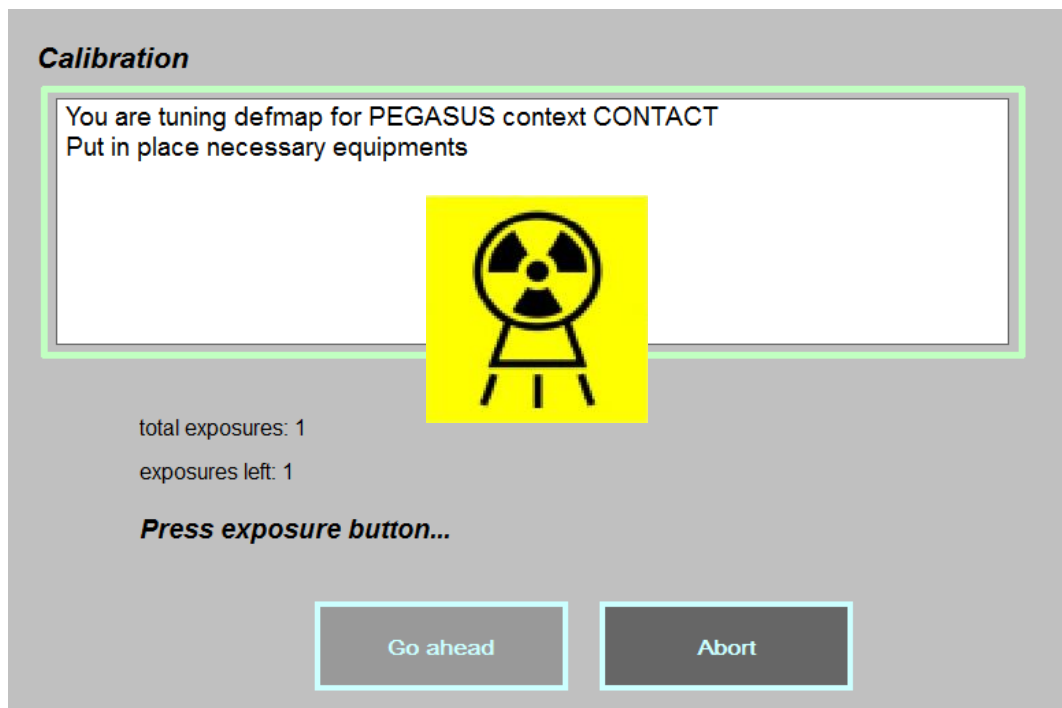 Calibration
You are tuning defmap for PEGASUS context CONTACT
Put in place necessary equipments
total exposures: 1
exposures left: 1
Press exposure button...
Go ahead
Abort